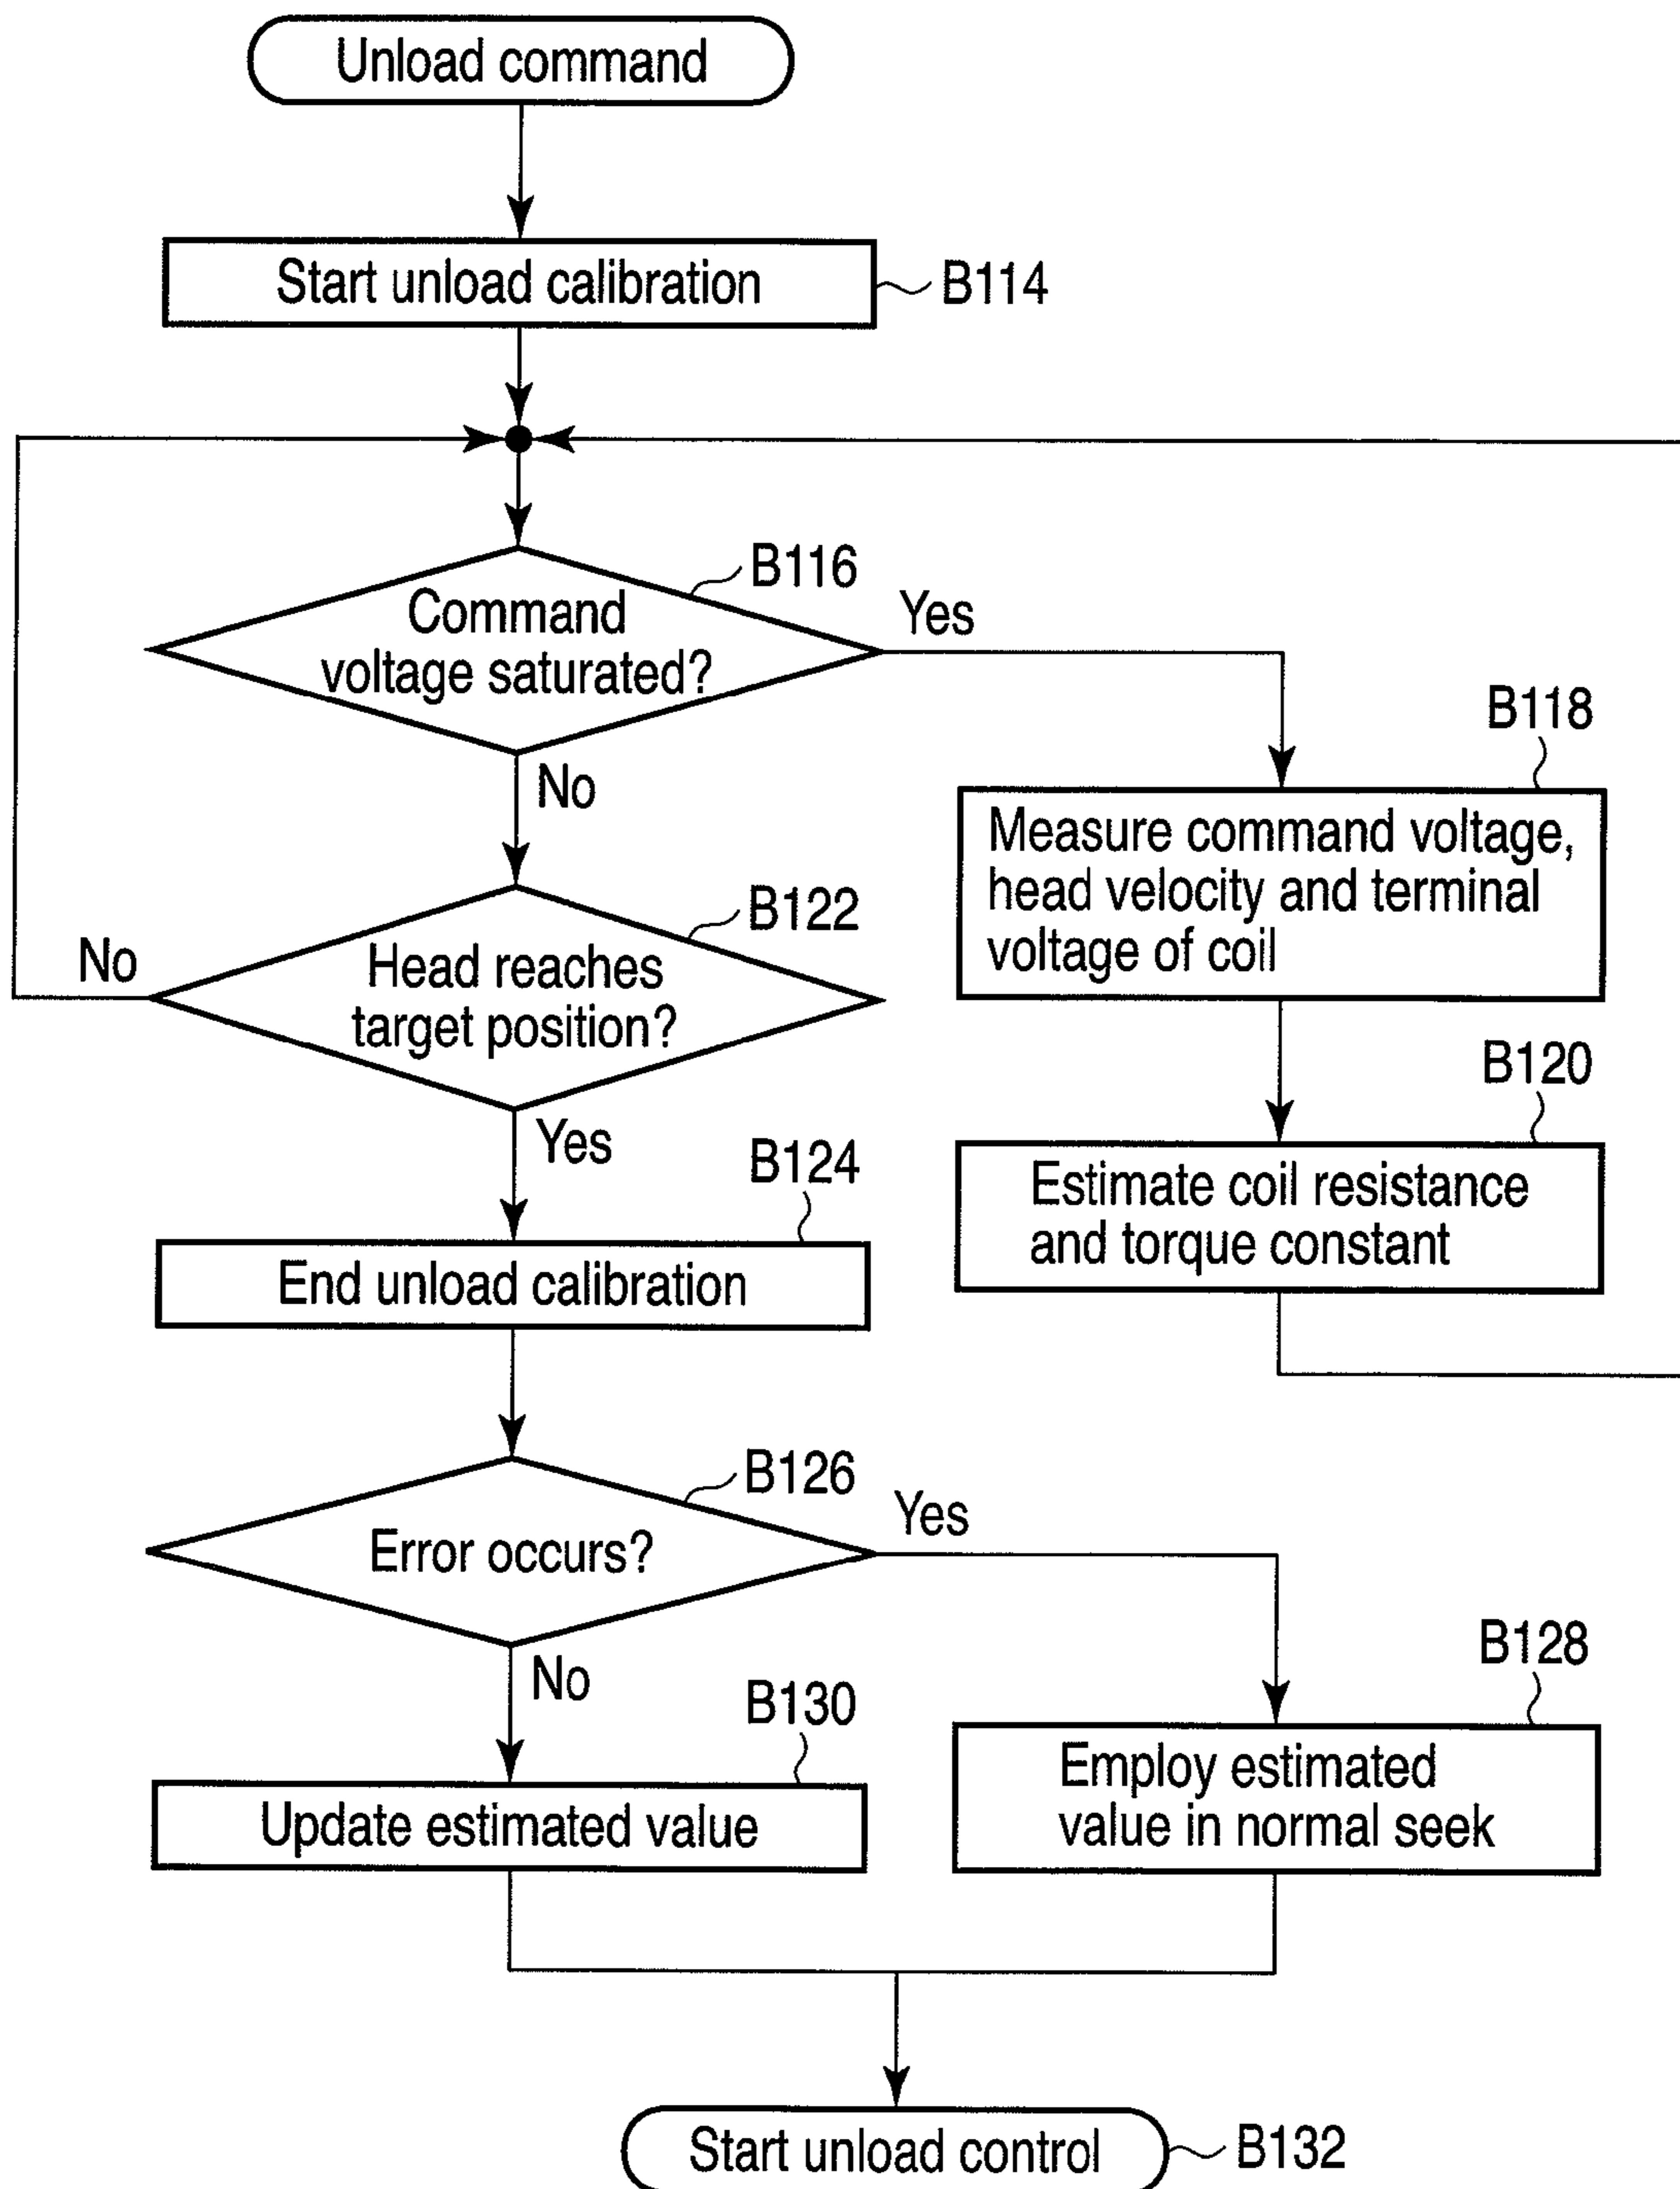 Unload command
Start unload calibration
B114
B116
Command
voltage saturated?
Yes
No
B118
Measure command voltage,
head velocity and terminal
voltage of coil
B122
Head reaches
target position?
No
Yes
B120
Estimate coil resistance
and torque constant
B124
End unload calibration
B126
Error occurs?
Yes
No
B128
Employ estimated
value in normal seek
B130
Update estimated value
Start unload control
B132